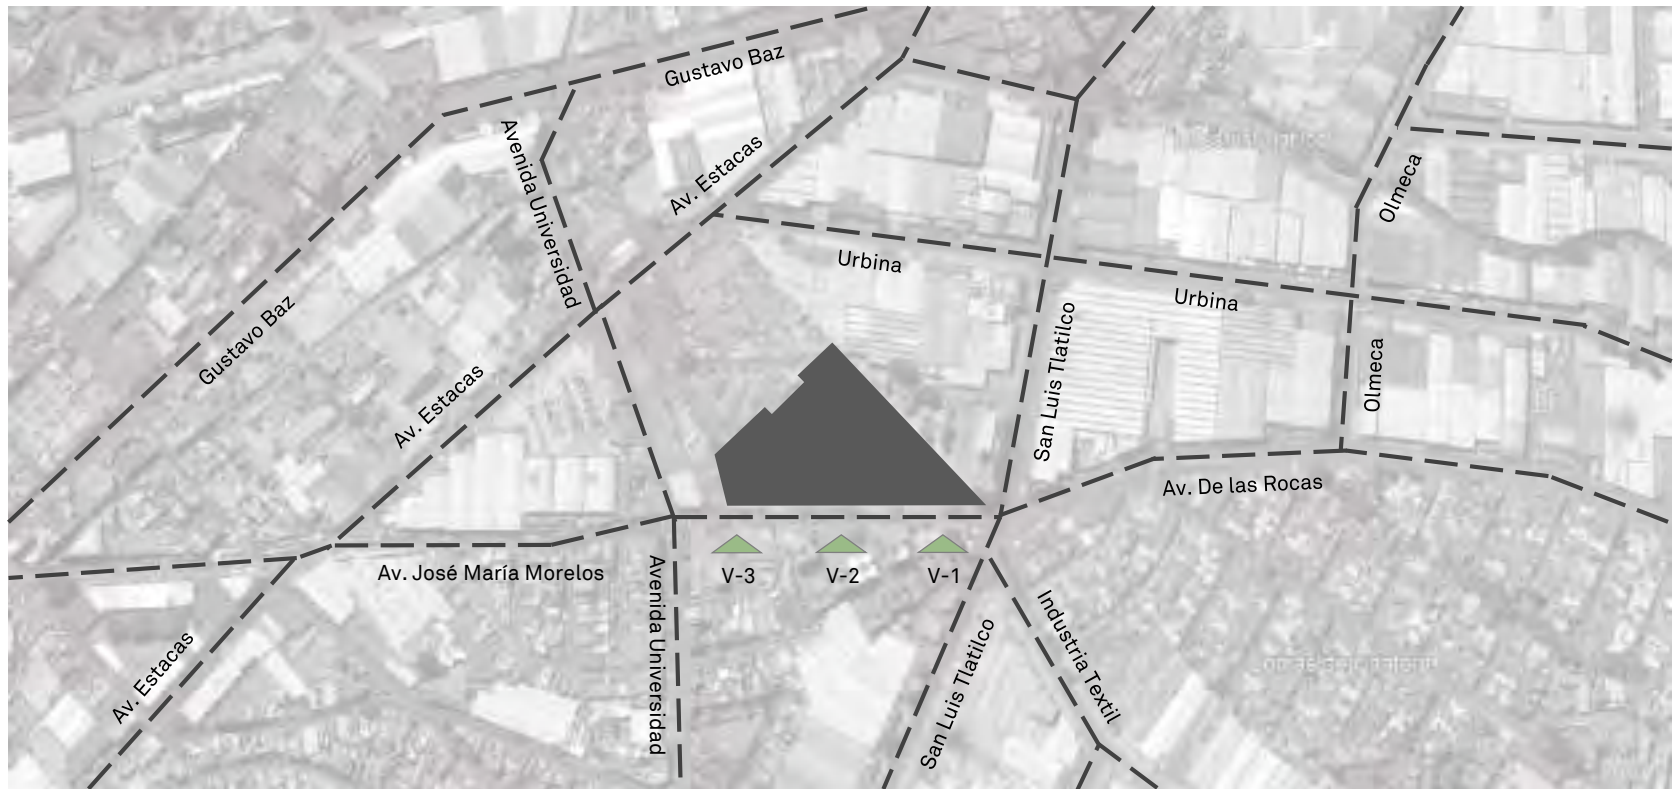 Gustavo Baz
Avenida Universidad
Av. Estacas
Olmeca
Urbina
Urbina
Gustavo Baz
San Luis Tlatilco
Olmeca
Av. Estacas
Av. De las Rocas
Av. José María Morelos
V-3
V-2
V-1
Avenida Universidad
Industria Textil
San Luis Tlatilco
Av. Estacas